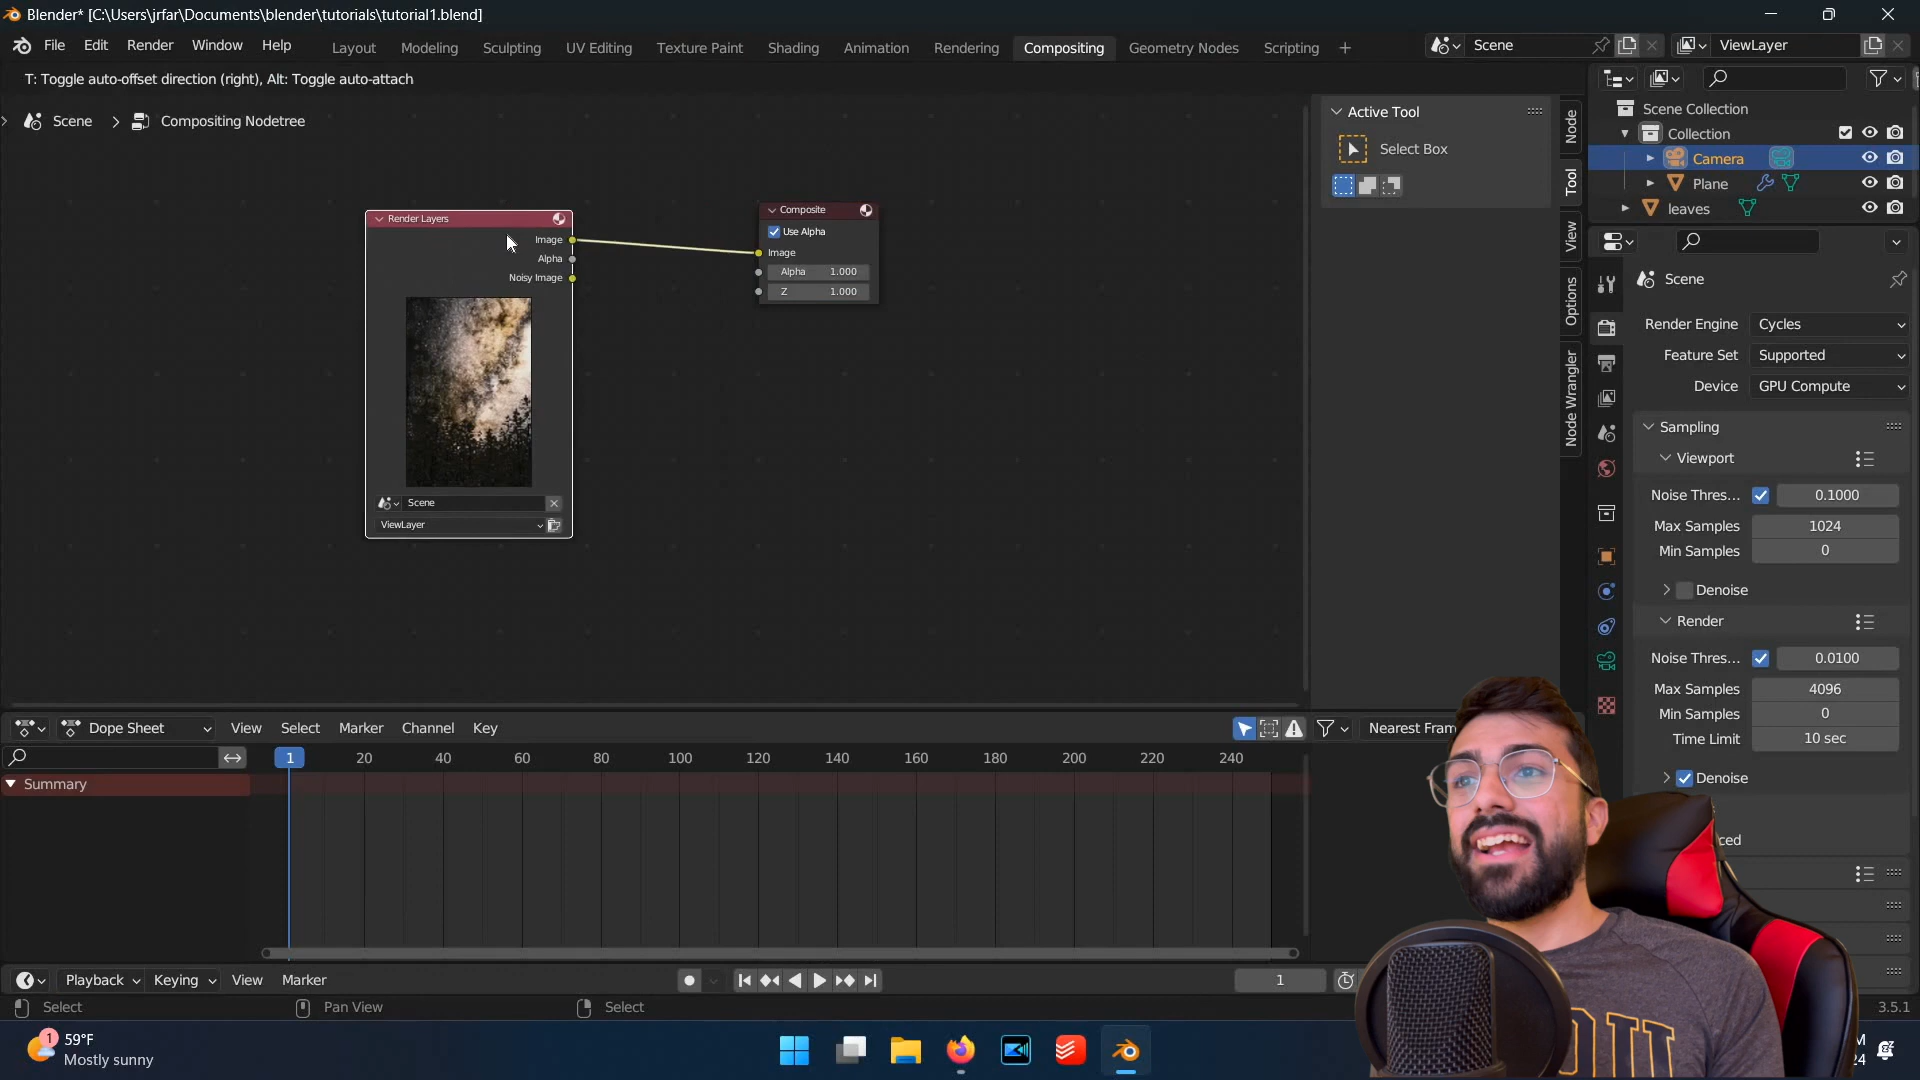 Blender* [C:\Users\jrfar\Documents\blender\tutorials\tutorial1.blend]
File Edit Render Window Help Layout Modeling Sculpting UV Editing Texture Paint Shading Animation Rendering Compositing Geometry Nodes Scripting + Scene ViewLayer
T: Toggle auto-offset direction (right), Alt: Toggle auto-attach
Scene > Compositing Nodetree
Render Layers
Image
Alpha
Noisy Image
Scene
ViewLayer
Composite
Use Alpha
Image
Alpha 1.000
Z 1.000
Active Tool
Select Box
Node
Tool
View
Options
Node Wrangler
Scene Collection
Collection
Camera
Plane
leaves
Scene
Render Engine Cycles
Feature Set Supported
Device GPU Compute
Sampling
Viewport
Noise Thres... 0.1000
Max Samples 1024
Min Samples 0
Denoise
Render
Noise Thres... 0.0100
Max Samples 4096
Min Samples 0
Time Limit 10 sec
Denoise
ced
Dope Sheet View Select Marker Channel Key Nearest Fram
1 20 40 60 80 100 120 140 160 180 200 220 240
Summary
Playback Keying View Marker 1
Select Pan View Select 3.5.1
1
59°F
Mostly sunny
M
24